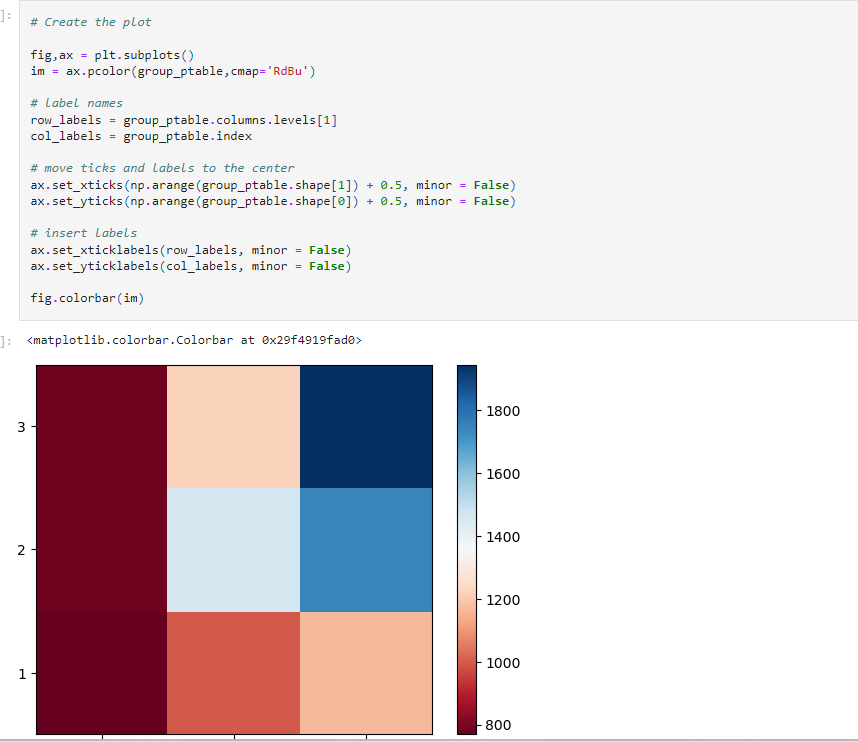 ]:
# Create the plot
fig,ax = plt.subplots()
im = ax.pcolor(group_ptable,cmap='RdBu')
# label names
row_labels = group_ptable.columns.levels[1]
col_labels = group_ptable.index
# move ticks and labels to the center
ax.set_xticks(np.arange(group_ptable.shape[1]) + 0.5, minor = False)
ax.set_yticks(np.arange(group_ptable.shape[0]) + 0.5, minor = False)
# insert labels
ax.set_xticklabels(row_labels, minor = False)
ax.set_yticklabels(col_labels, minor = False)
fig.colorbar(im)
]: <matplotlib.colorbar.Colorbar at 0x29f4919fad0>
3
2
1
1800
1600
1400
1200
1000
800